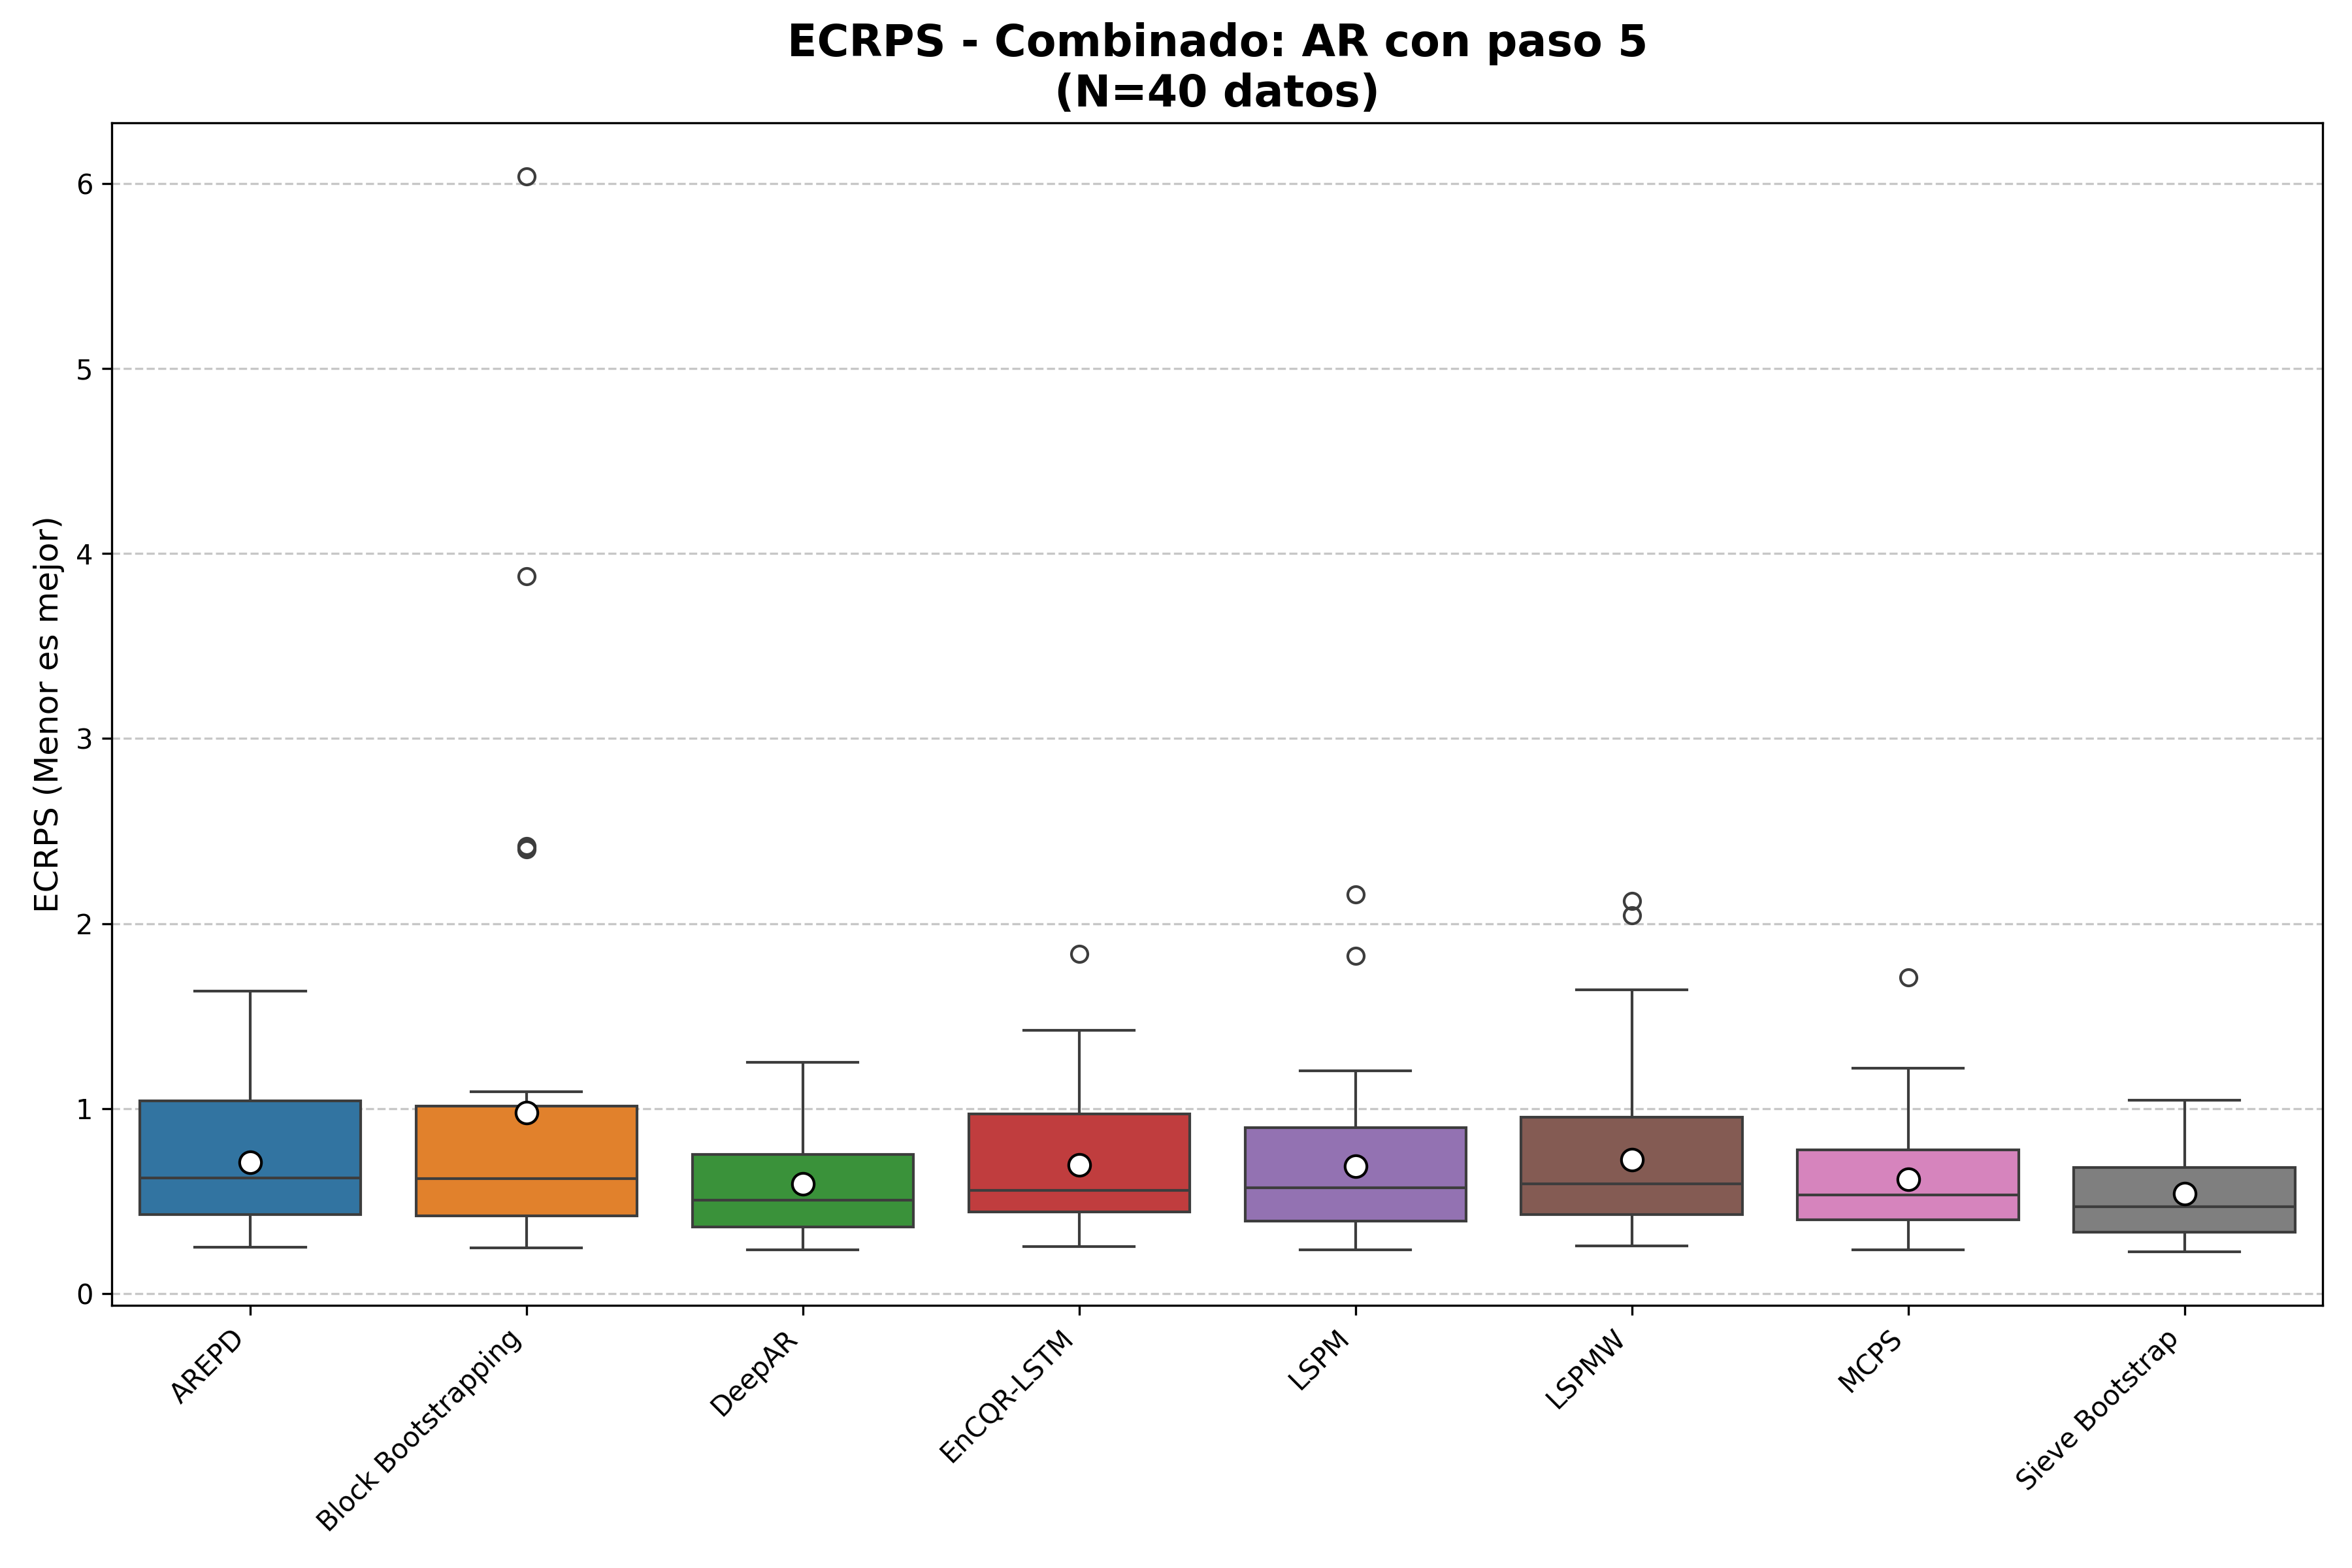 ECRPS - Combinado: AR con paso 5
(N=40 datos)
ECRPS (Menor es mejor)
6
5
4
3
2
1
0
AREPD
Block Bootstrapping
DeepAR
EnCQR-LSTM
LSPM
LSPMW
MCPS
Sieve Bootstrap